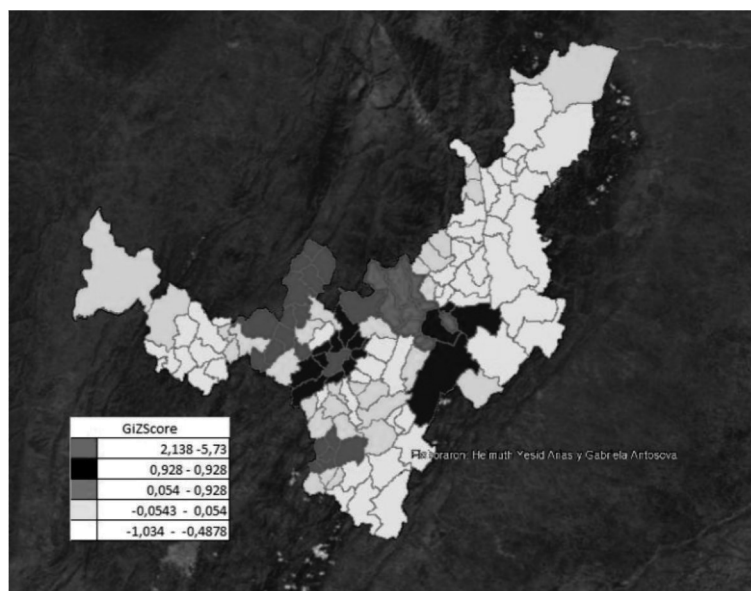 GiZScore
2,138 -5,73
0,928 - 0,928
0,054 - 0,928
-0,0543 - 0,054
-1,034 - -0,4878
Elaboraron: Helmuth Yesid Arias y Gabriela Antosova